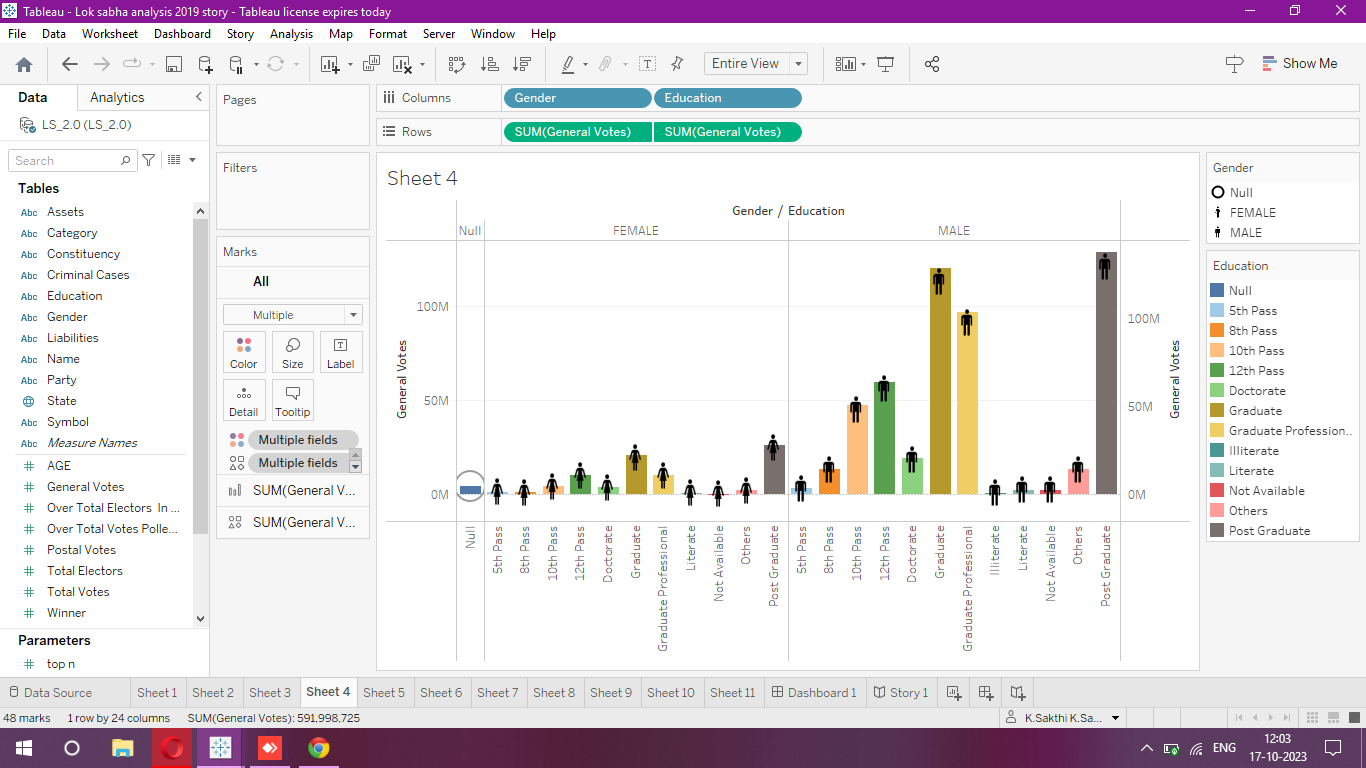 Tableau - Lok sabha analysis 2019 story - Tableau license expires today
File Data Worksheet Dashboard Story Analysis Map Format Server Window Help
Entire View
Show Me
Data Analytics
LS_2.0 (LS_2.0)
Search
Tables
Abc Assets
Abc Category
Abc Constituency
Abc Criminal Cases
Abc Education
Abc Gender
Abc Liabilities
Abc Name
Abc Party
State
Abc Symbol
Abc Measure Names
# AGE
# General Votes
# Over Total Electors In ...
# Over Total Votes Polle...
# Postal Votes
# Total Electors
# Total Votes
# Winner
Parameters
# top n
Pages
Filters
Marks
All
Multiple
Color Size Label
Detail Tooltip
Multiple fields
Multiple fields
SUM(General V...
SUM(General V...
Columns Gender Education
Rows SUM(General Votes) SUM(General Votes)
Sheet 4
Gender / Education
Null FEMALE MALE
General Votes
100M
50M
0M
100M
50M
0M
General Votes
Null
5th Pass
8th Pass
10th Pass
12th Pass
Doctorate
Graduate
Graduate Professional
Literate
Not Available
Others
Post Graduate
5th Pass
8th Pass
10th Pass
12th Pass
Doctorate
Graduate
Graduate Professional
Illiterate
Literate
Not Available
Others
Post Graduate
Gender
Null
FEMALE
MALE
Education
Null
5th Pass
8th Pass
10th Pass
12th Pass
Doctorate
Graduate
Graduate Profession..
Illiterate
Literate
Not Available
Others
Post Graduate
Data Source Sheet 1 Sheet 2 Sheet 3 Sheet 4 Sheet 5 Sheet 6 Sheet 7 Sheet 8 Sheet 9 Sheet 10 Sheet 11 Dashboard 1 Story 1
48 marks 1 row by 24 columns SUM(General Votes): 591,998,725 K.Sakthi K.Sa...
ENG
12:03
17-10-2023